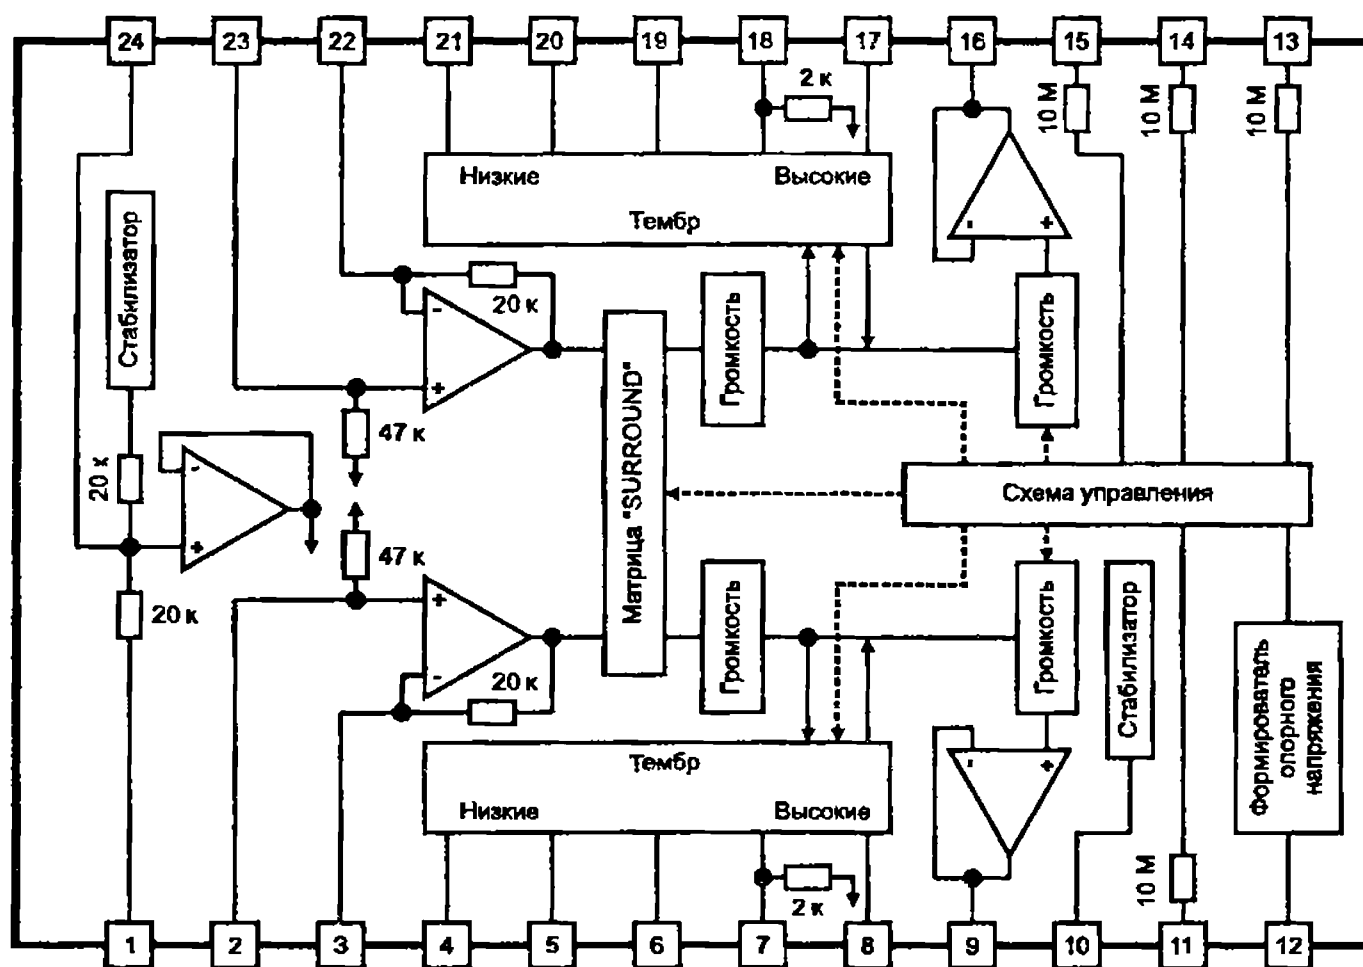 24 23 22 21 20 19 18 17 16 15 14 13
2 к
10 М
10 М
10 М
Низкие Высокие
Тембр
Стабилизатор
20 к
-
+
-
+
47 к
Громкость
Громкость
Матрица "SURROUND"
20 к
-
+
Схема управления
47 к
20 к
+
-
20 к
Громкость
Громкость
Стабилизатор
Формирователь
опорного
напряжения
Тембр
Низкие Высокие
-
+
2 к
10 М
1 2 3 4 5 6 7 8 9 10 11 12